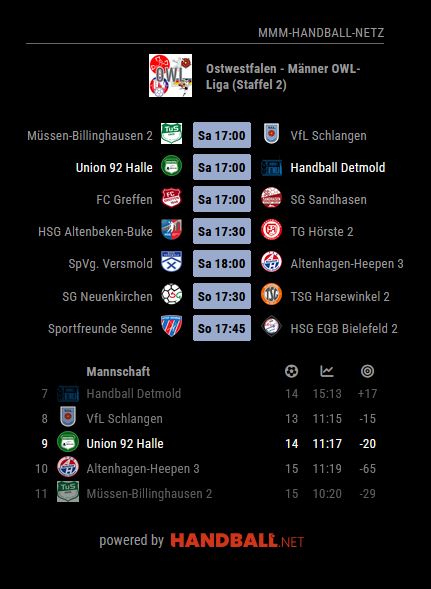 MMM-HANDBALL-NETZ
OWL
Ostwestfalen - Männer OWL-
Liga (Staffel 2)
Müssen-Billinghausen 2 TuS Sa 17:00 VfL Schlangen
Union 92 Halle Sa 17:00 Handball Detmold
FC Greffen FC Sa 17:00 SG Sandhasen
HSG Altenbeken-Buke Sa 17:30 TG Hörste 2
SpVg. Versmold Sa 18:00 Altenhagen-Heepen 3
SG Neuenkirchen So 17:30 TSG TSG Harsewinkel 2
Sportfreunde Senne So 17:45 HSG EGB Bielefeld 2
Mannschaft
7 Handball Detmold 14 15:13 +17
8 VfL Schlangen 13 11:15 -15
9 Union 92 Halle 14 11:17 -20
10 Altenhagen-Heepen 3 15 11:19 -65
11 TuS Müssen-Billinghausen 2 15 10:20 -29
powered by HANDBALL.NET